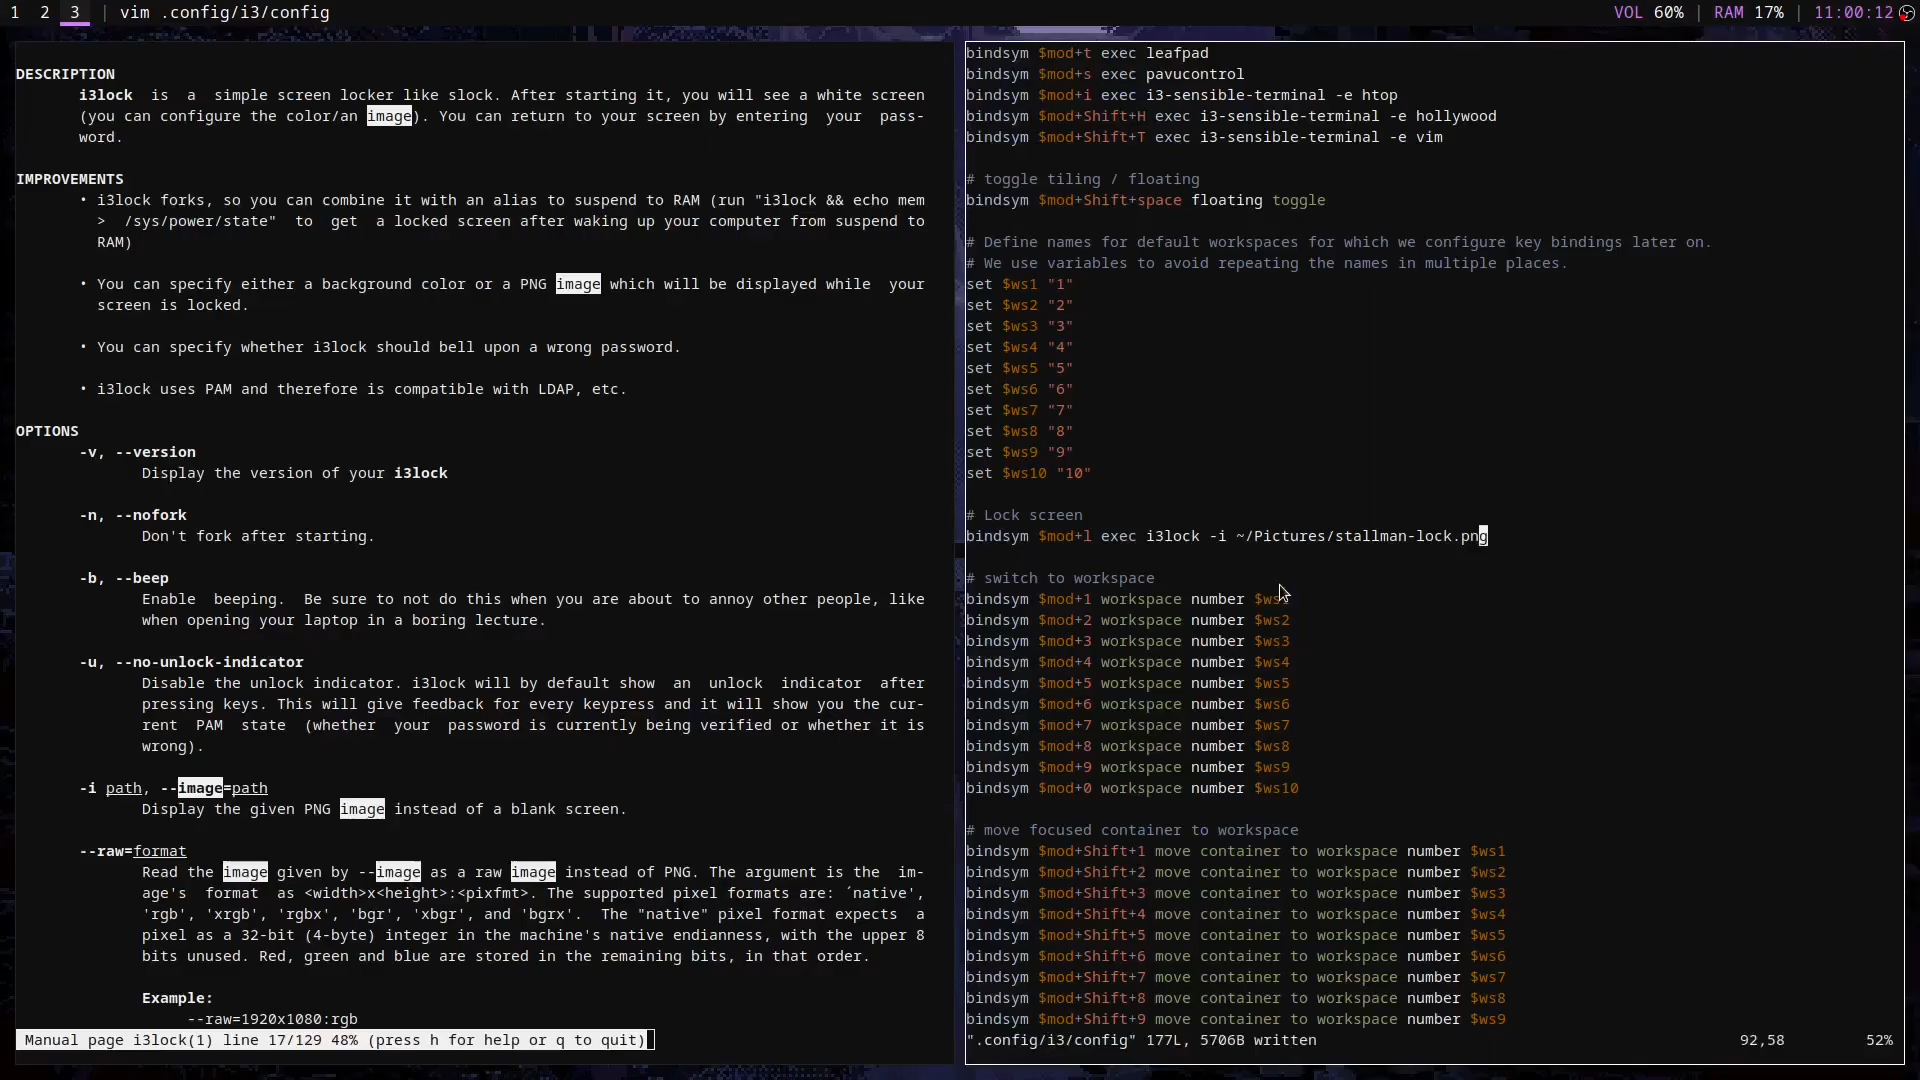 1 2 3 | vim .config/i3/config
VOL 60% | RAM 17% | 11:00:12
DESCRIPTION
i3lock is a simple screen locker like slock. After starting it, you will see a white screen
(you can configure the color/an image). You can return to your screen by entering your pass-
word.
IMPROVEMENTS
• i3lock forks, so you can combine it with an alias to suspend to RAM (run "i3lock && echo mem
> /sys/power/state" to get a locked screen after waking up your computer from suspend to
RAM)
• You can specify either a background color or a PNG image which will be displayed while your
screen is locked.
• You can specify whether i3lock should bell upon a wrong password.
• i3lock uses PAM and therefore is compatible with LDAP, etc.
OPTIONS
-v, --version
Display the version of your i3lock
-n, --nofork
Don't fork after starting.
-b, --beep
Enable beeping. Be sure to not do this when you are about to annoy other people, like
when opening your laptop in a boring lecture.
-u, --no-unlock-indicator
Disable the unlock indicator. i3lock will by default show an unlock indicator after
pressing keys. This will give feedback for every keypress and it will show you the cur-
rent PAM state (whether your password is currently being verified or whether it is
wrong).
-i path, --image=path
Display the given PNG image instead of a blank screen.
--raw=format
Read the image given by --image as a raw image instead of PNG. The argument is the im-
age's format as <width>x<height>:<pixfmt>. The supported pixel formats are: ´native',
'rgb', 'xrgb', 'rgbx', 'bgr', 'xbgr', and 'bgrx'. The "native" pixel format expects a
pixel as a 32-bit (4-byte) integer in the machine's native endianness, with the upper 8
bits unused. Red, green and blue are stored in the remaining bits, in that order.
Example:
--raw=1920x1080:rgb
Manual page i3lock(1) line 17/129 48% (press h for help or q to quit)
bindsym $mod+t exec leafpad
bindsym $mod+s exec pavucontrol
bindsym $mod+i exec i3-sensible-terminal -e htop
bindsym $mod+Shift+H exec i3-sensible-terminal -e hollywood
bindsym $mod+Shift+T exec i3-sensible-terminal -e vim
# toggle tiling / floating
bindsym $mod+Shift+space floating toggle
# Define names for default workspaces for which we configure key bindings later on.
# We use variables to avoid repeating the names in multiple places.
set $ws1 "1"
set $ws2 "2"
set $ws3 "3"
set $ws4 "4"
set $ws5 "5"
set $ws6 "6"
set $ws7 "7"
set $ws8 "8"
set $ws9 "9"
set $ws10 "10"
# Lock screen
bindsym $mod+l exec i3lock -i ~/Pictures/stallman-lock.png
# switch to workspace
bindsym $mod+1 workspace number $ws1
bindsym $mod+2 workspace number $ws2
bindsym $mod+3 workspace number $ws3
bindsym $mod+4 workspace number $ws4
bindsym $mod+5 workspace number $ws5
bindsym $mod+6 workspace number $ws6
bindsym $mod+7 workspace number $ws7
bindsym $mod+8 workspace number $ws8
bindsym $mod+9 workspace number $ws9
bindsym $mod+0 workspace number $ws10
# move focused container to workspace
bindsym $mod+Shift+1 move container to workspace number $ws1
bindsym $mod+Shift+2 move container to workspace number $ws2
bindsym $mod+Shift+3 move container to workspace number $ws3
bindsym $mod+Shift+4 move container to workspace number $ws4
bindsym $mod+Shift+5 move container to workspace number $ws5
bindsym $mod+Shift+6 move container to workspace number $ws6
bindsym $mod+Shift+7 move container to workspace number $ws7
bindsym $mod+Shift+8 move container to workspace number $ws8
bindsym $mod+Shift+9 move container to workspace number $ws9
".config/i3/config" 177L, 5706B written 92,58 52%